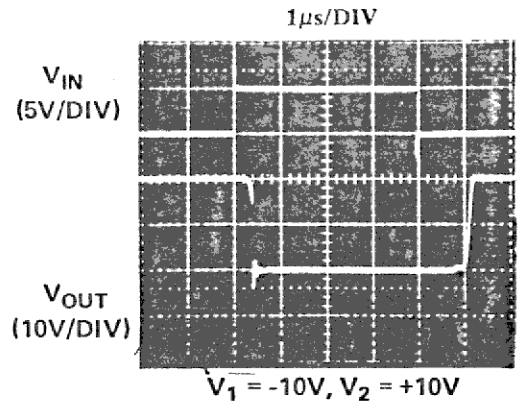 1μs/DIV
V_IN
(5V/DIV)
V_OUT
(10V/DIV)
V_1 = -10V, V_2 = +10V